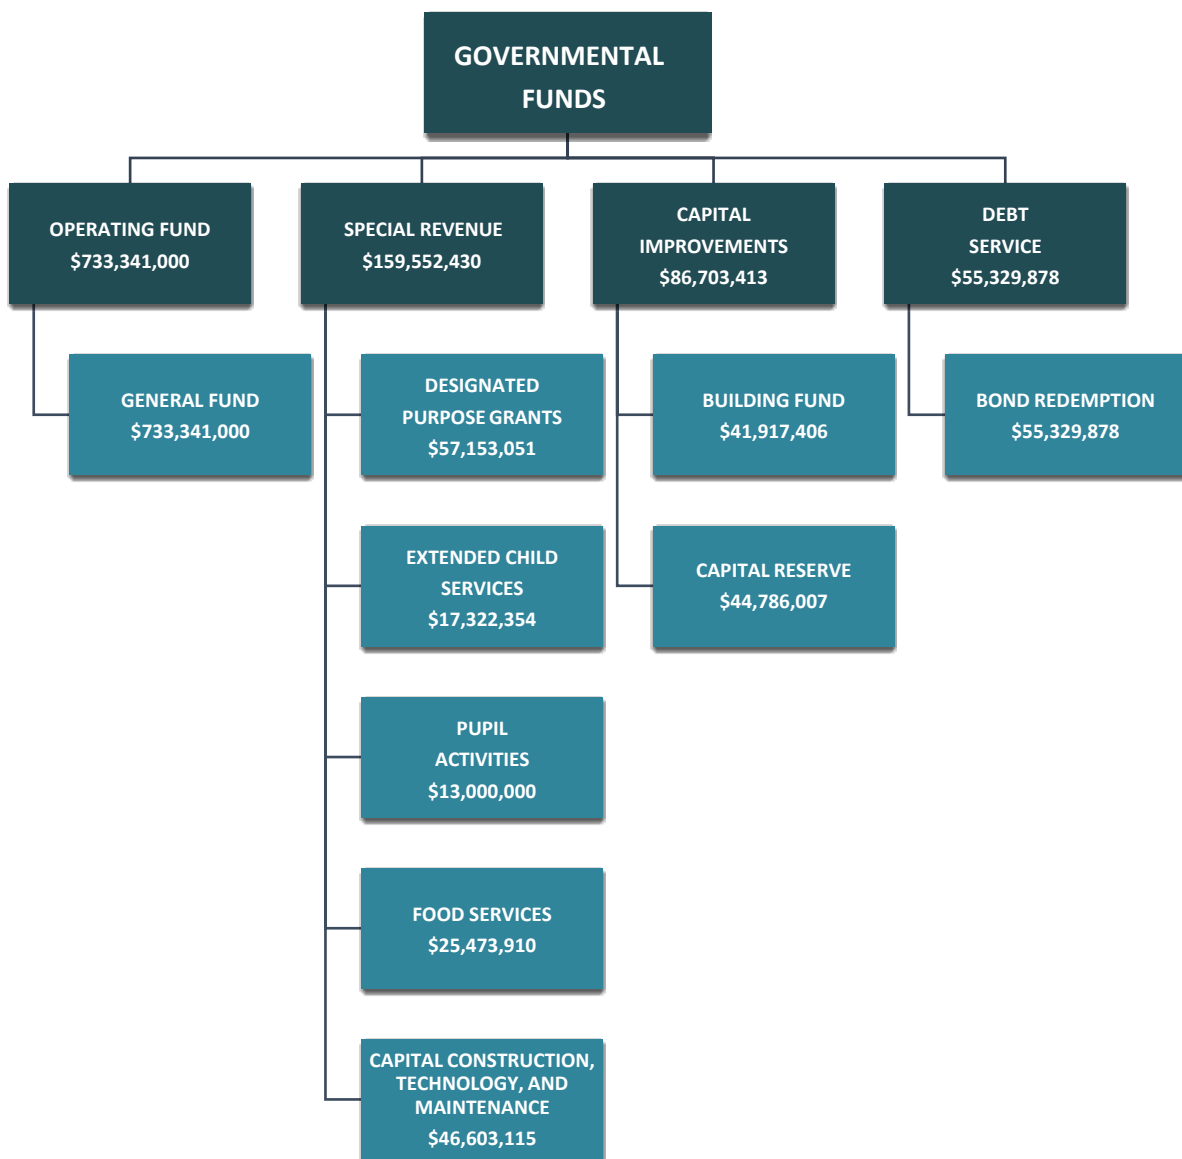 GOVERNMENTAL
FUNDS
OPERATING FUND
$733,341,000
SPECIAL REVENUE
$159,552,430
CAPITAL
IMPROVEMENTS
$86,703,413
DEBT
SERVICE
$55,329,878
GENERAL FUND
$733,341,000
DESIGNATED
PURPOSE GRANTS
$57,153,051
BUILDING FUND
$41,917,406
BOND REDEMPTION
$55,329,878
EXTENDED CHILD
SERVICES
$17,322,354
CAPITAL RESERVE
$44,786,007
PUPIL
ACTIVITIES
$13,000,000
FOOD SERVICES
$25,473,910
CAPITAL CONSTRUCTION,
TECHNOLOGY, AND
MAINTENANCE
$46,603,115